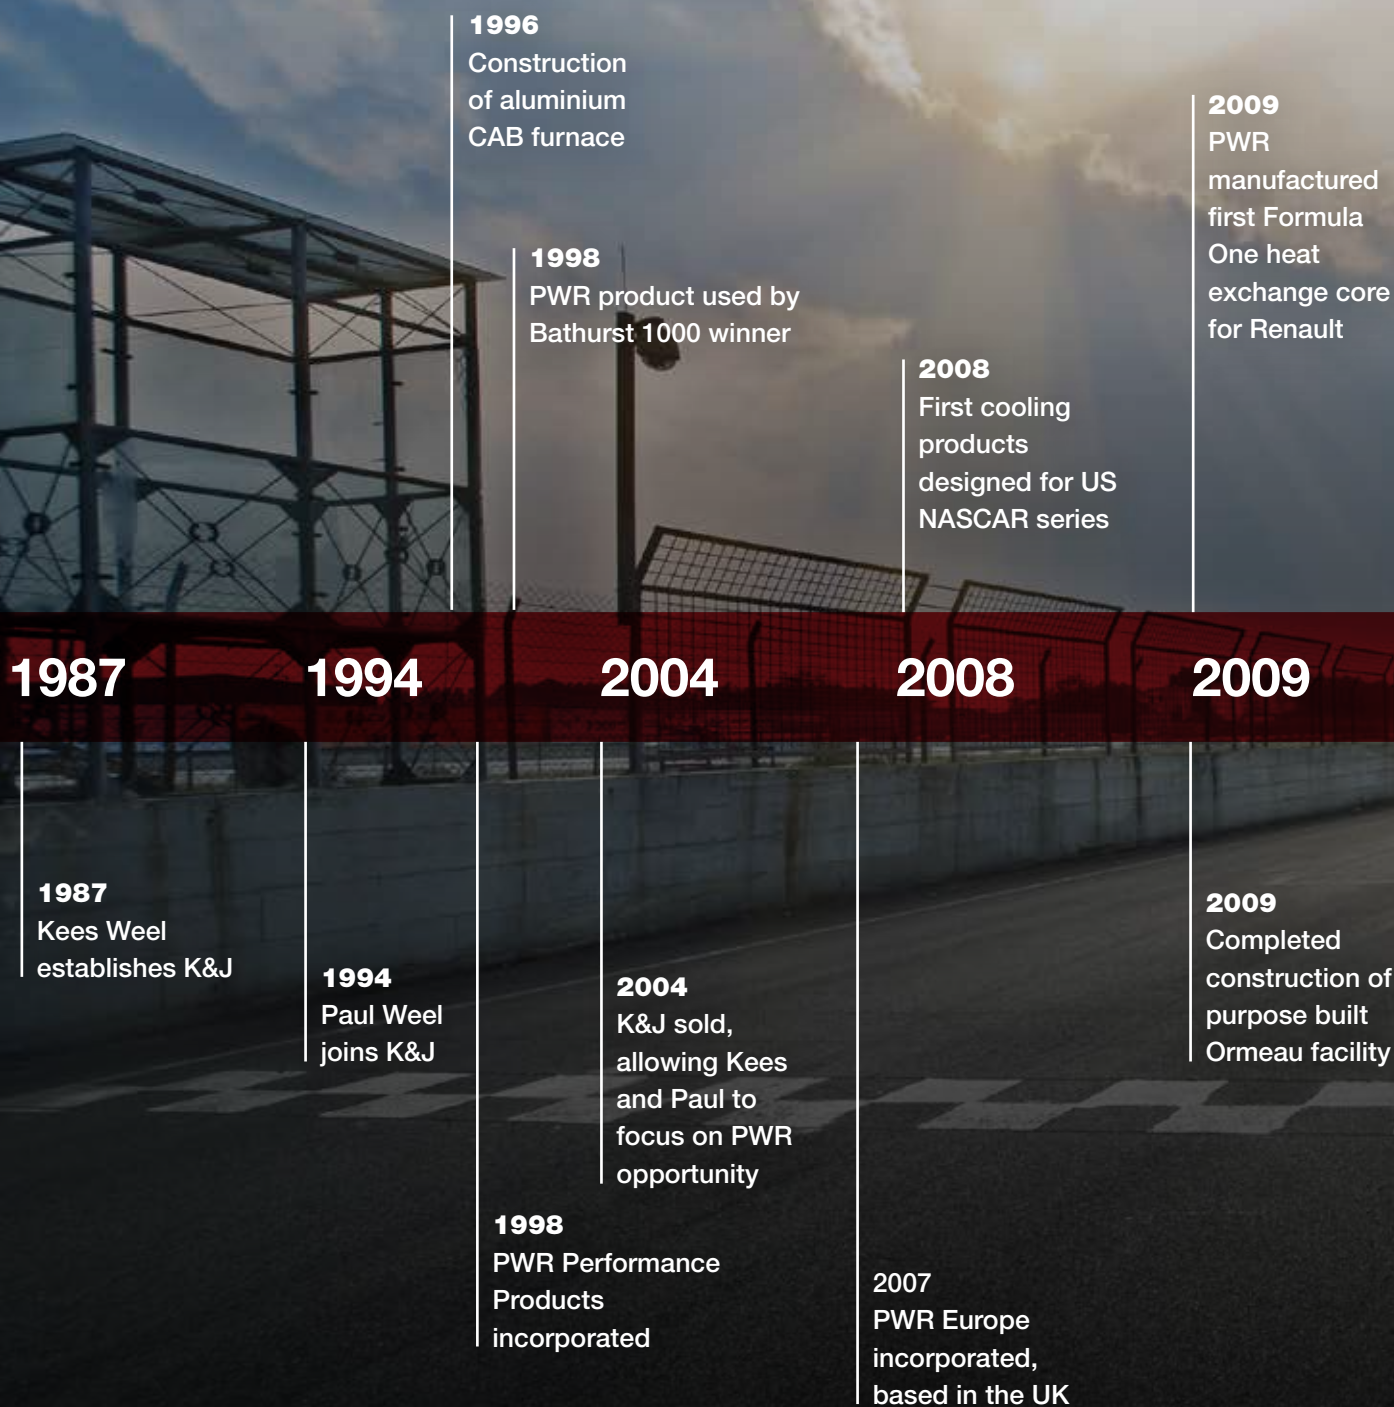 1996
Construction
of aluminium
CAB furnace
1998
PWR product used by
Bathurst 1000 winner
2008
First cooling
products
designed for US
NASCAR series
2009
PWR
manufactured
first Formula
One heat
exchange core
for Renault
1987 1994 2004 2008 2009
1987
Kees Weel
establishes K&J
1994
Paul Weel
joins K&J
1998
PWR Performance
Products
incorporated
2004
K&J sold,
allowing Kees
and Paul to
focus on PWR
opportunity
2007
PWR Europe
incorporated,
based in the UK
2009
Completed
construction of
purpose built
Ormeau facility